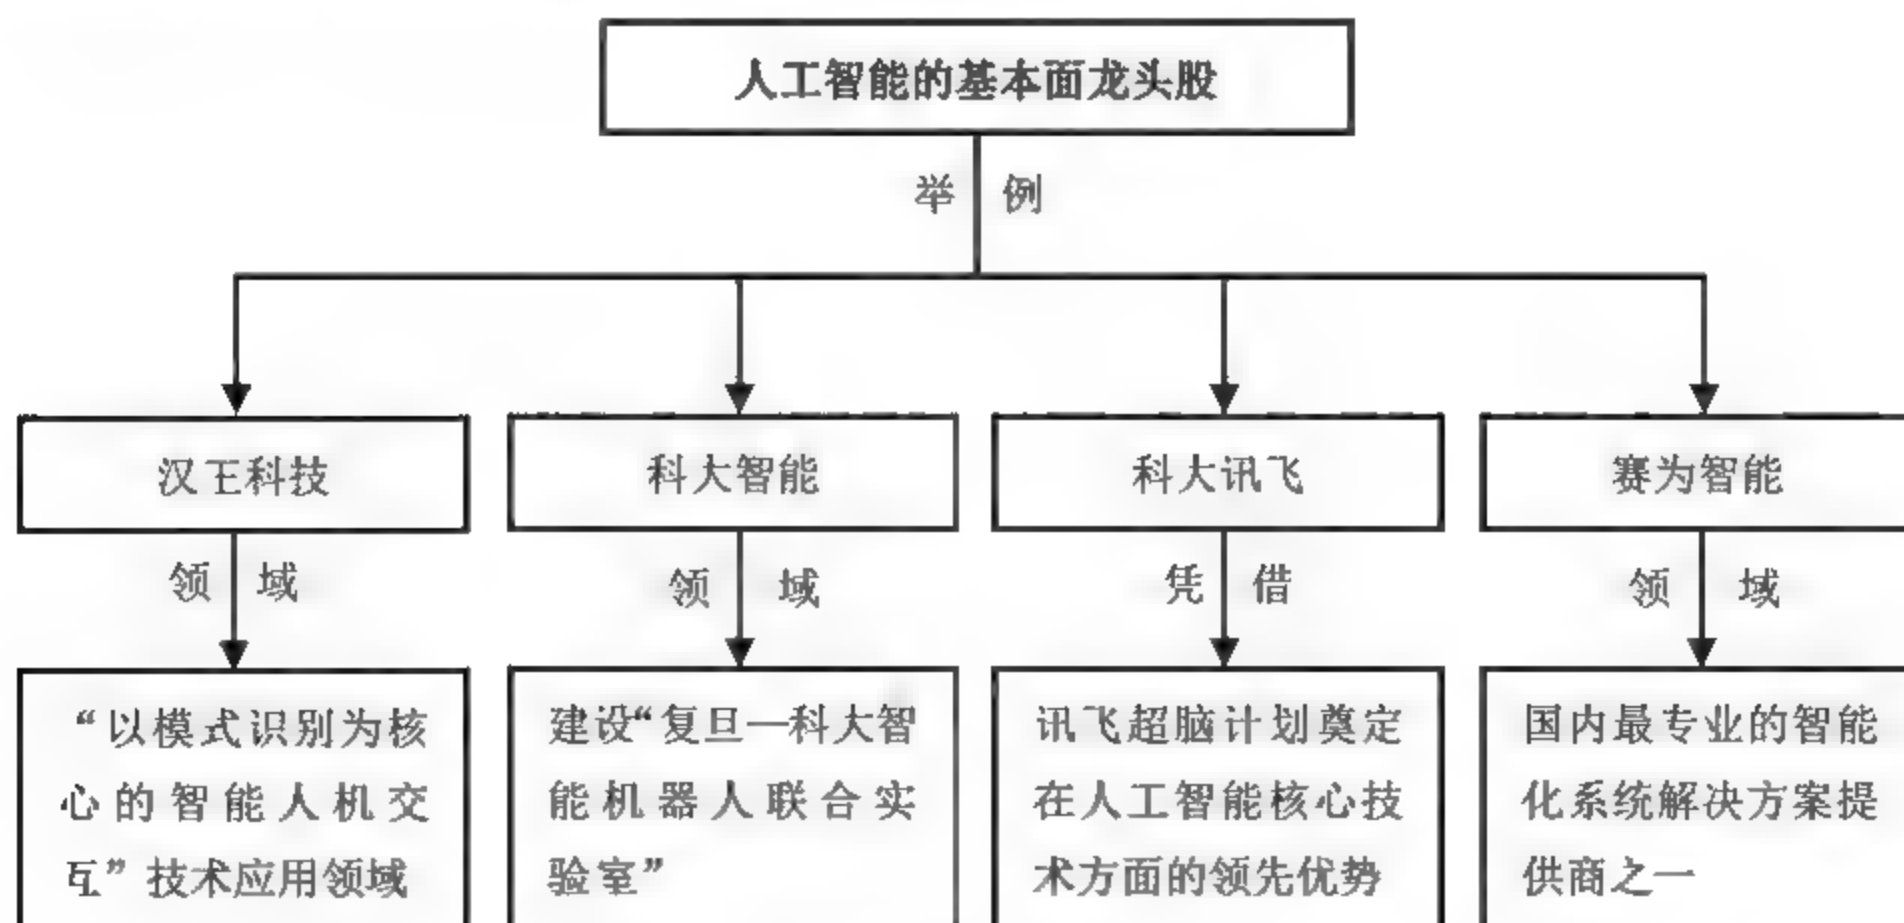 人工智能的基本面龙头股
举 例
汉王科技
科大智能
科大讯飞
赛为智能
领 域
领 域
凭 借
领 域
“以模式识别为核
心的智能人机交
互”技术应用领域
建设“复旦—科大智
能机器人联合实
验室”
讯飞超脑计划奠定
在人工智能核心技
术方面的领先优势
国内最专业的智能
化系统解决方案提
供商之一